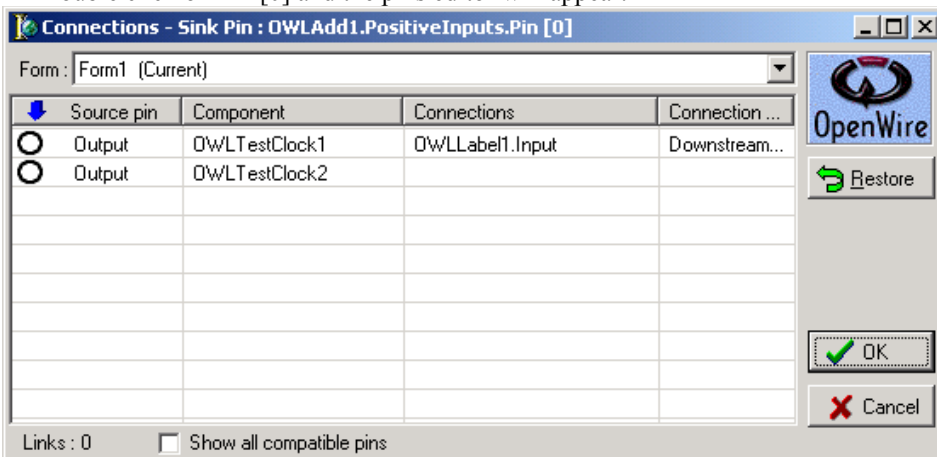 Connections - Sink Pin : OWLAdd1.PositiveInputs.Pin [0]
Form : Form1 (Current)
OpenWire
Source pin Component Connections Connection ...
Output OWLTestClock1 OWLLabel1.Input Downstream...
Output OWLTestClock2
Restore
OK
Cancel
Links : 0 Show all compatible pins